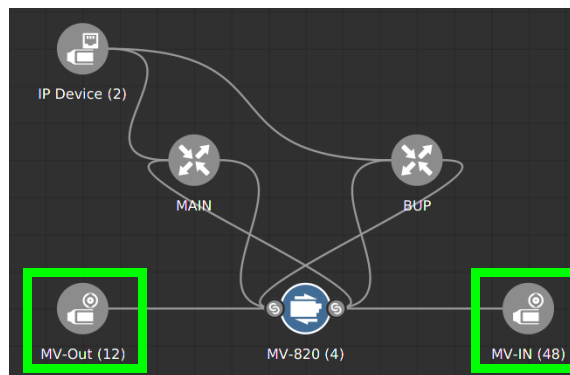 IP Device (2)
MAIN
BUP
MV-Out (12)
MV-820 (4)
MV-IN (48)